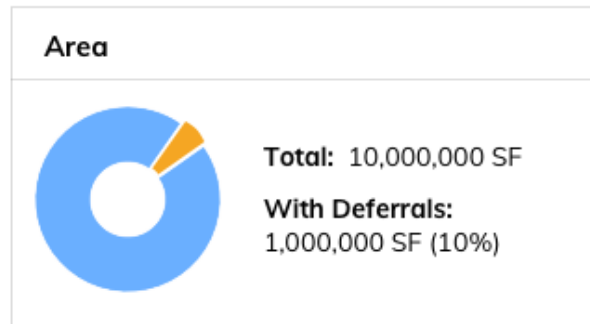 Area
Total: 10,000,000 SF
With Deferrals:
1,000,000 SF (10%)